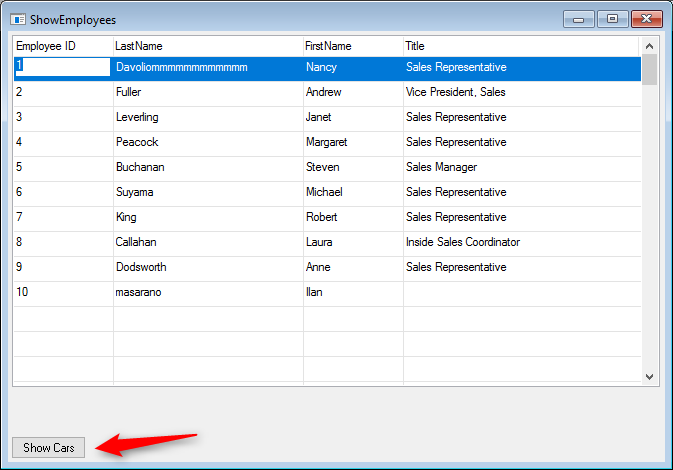 ShowEmployees
Employee ID LastName FirstName Title
1 Davoliommmmmmmmmmmmm Nancy Sales Representative
2 Fuller Andrew Vice President, Sales
3 Leverling Janet Sales Representative
4 Peacock Margaret Sales Representative
5 Buchanan Steven Sales Manager
6 Suyama Michael Sales Representative
7 King Robert Sales Representative
8 Callahan Laura Inside Sales Coordinator
9 Dodsworth Anne Sales Representative
10 masarano Ilan
Show Cars